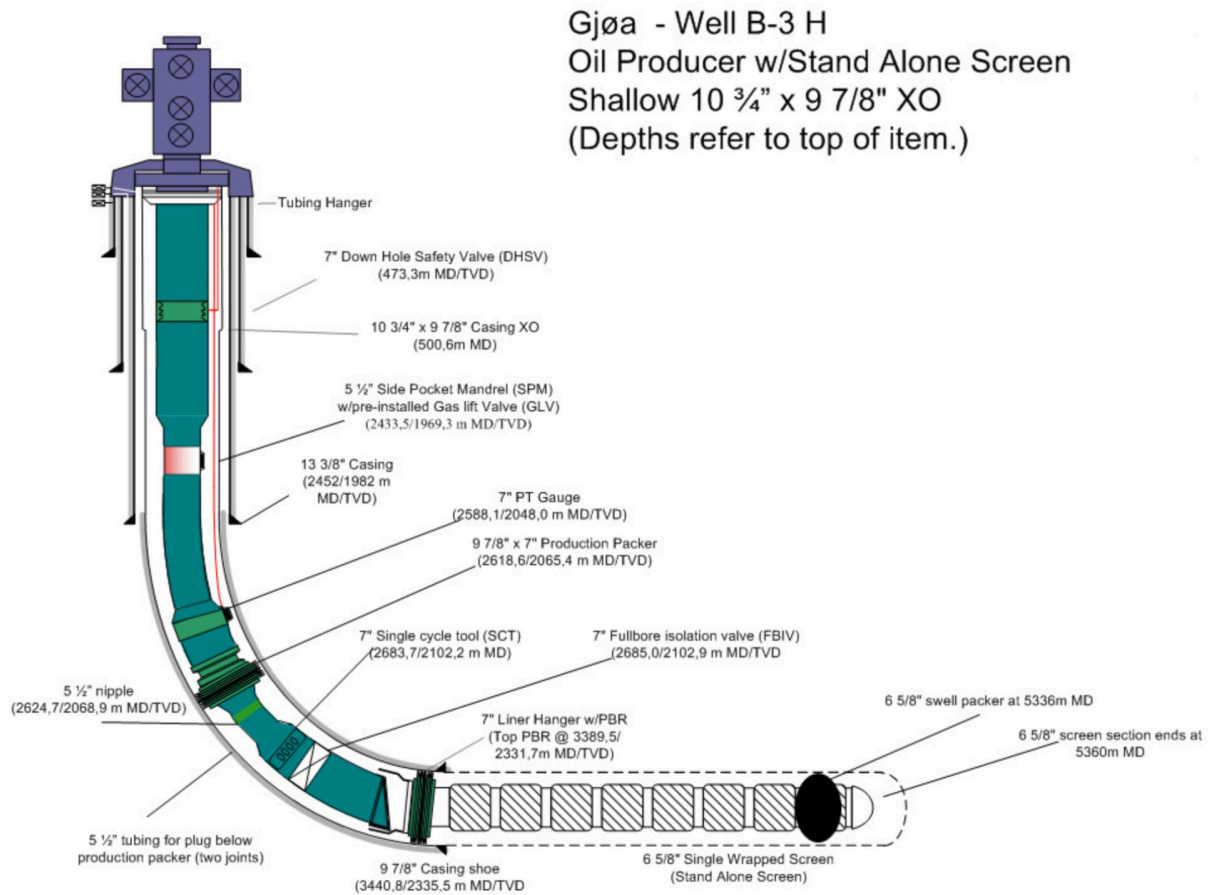 Gjøa - Well B-3 H
Oil Producer w/Stand Alone Screen
Shallow 10 ¾” x 9 7/8" XO
(Depths refer to top of item.)
Tubing Hanger
7" Down Hole Safety Valve (DHSV)
(473,3m MD/TVD)
10 3/4" x 9 7/8" Casing XO
(500,6m MD)
5 ½” Side Pocket Mandrel (SPM)
w/pre-installed Gas lift Valve (GLV)
(2433,5/1969,3 m MD/TVD)
13 3/8" Casing
(2452/1982 m
MD/TVD)
7" PT Gauge
(2588,1/2048,0 m MD/TVD)
9 7/8" x 7" Production Packer
(2618,6/2065,4 m MD/TVD)
7" Single cycle tool (SCT)
(2683,7/2102,2 m MD)
7" Fullbore isolation valve (FBIV)
(2685,0/2102,9 m MD/TVD
5 ½” nipple
(2624,7/2068,9 m MD/TVD)
7" Liner Hanger w/PBR
(Top PBR @ 3389,5/
2331,7m MD/TVD)
6 5/8" swell packer at 5336m MD
6 5/8" screen section ends at
5360m MD
5 ½” tubing for plug below
production packer (two joints)
9 7/8" Casing shoe
(3440,8/2335,5 m MD/TVD
6 5/8" Single Wrapped Screen
(Stand Alone Screen)